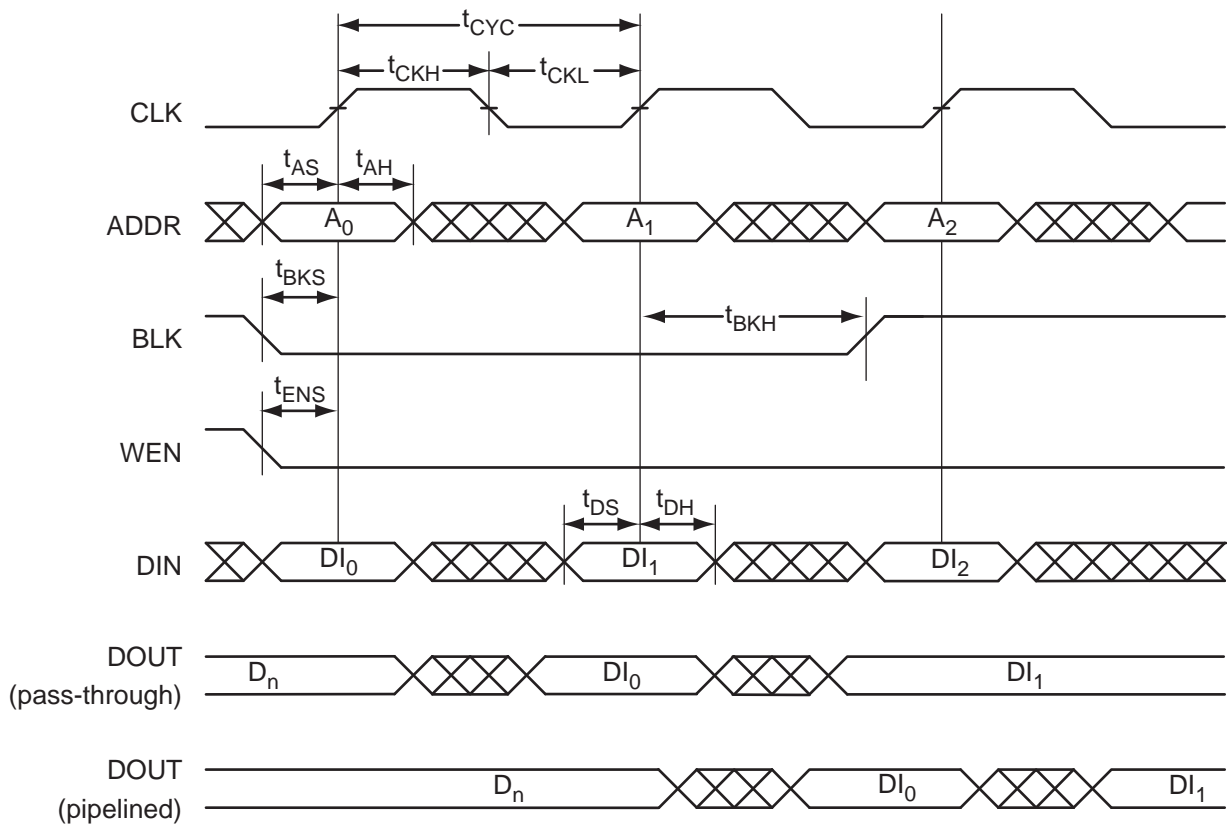 tCYC
tCKH tCKL
CLK
tAS tAH
ADDR A0 A1 A2
tBKS
BLK tBKH
tENS
WEN
tDS tDH
DIN DI0 DI1 DI2
DOUT
(pass-through) Dn DI0 DI1
DOUT
(pipelined) Dn DI0 DI1